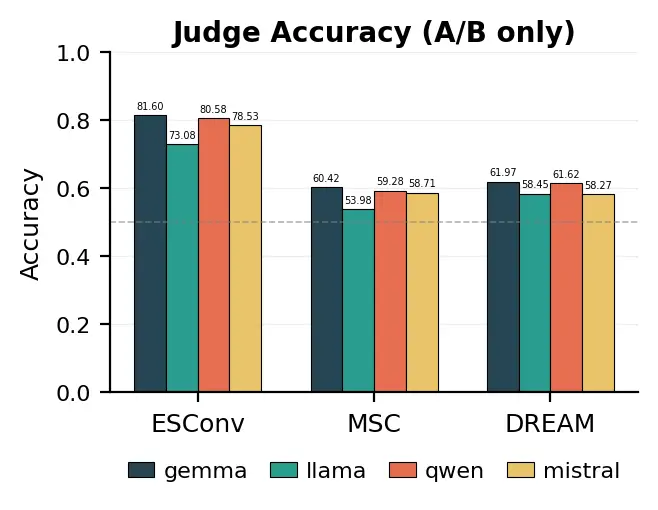 Judge Accuracy (A/B only)
1.0
0.8
0.6
0.4
0.2
0.0
Accuracy
81.60
73.08
80.58
78.53
60.42
53.98
59.28
58.71
61.97
58.45
61.62
58.27
ESConv
MSC
DREAM
gemma
llama
qwen
mistral